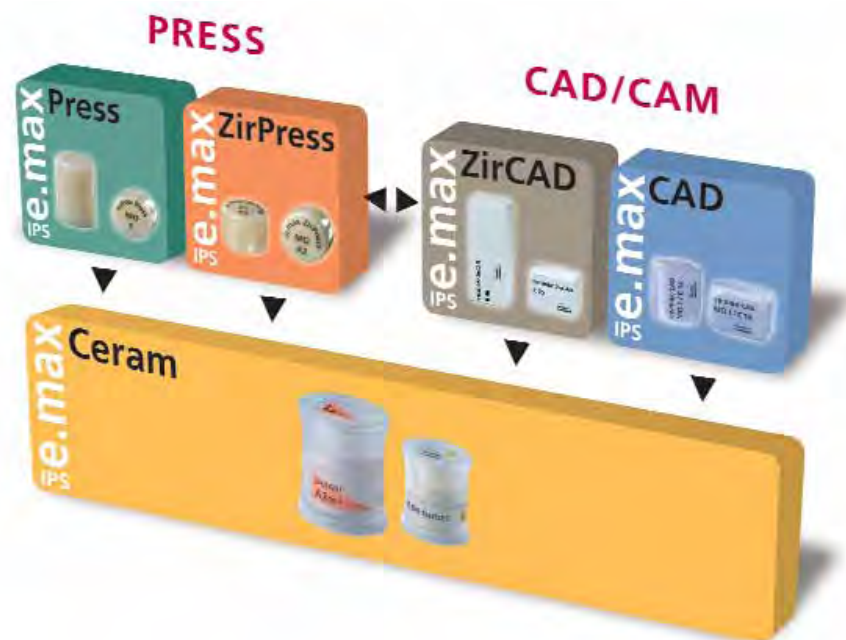 PRESS
CAD/CAM
IPS e.max
Press
IPS e.max
ZirPress
IPS e.max
ZirCAD
IPS e.max
CAD
IPS e.max
Ceram